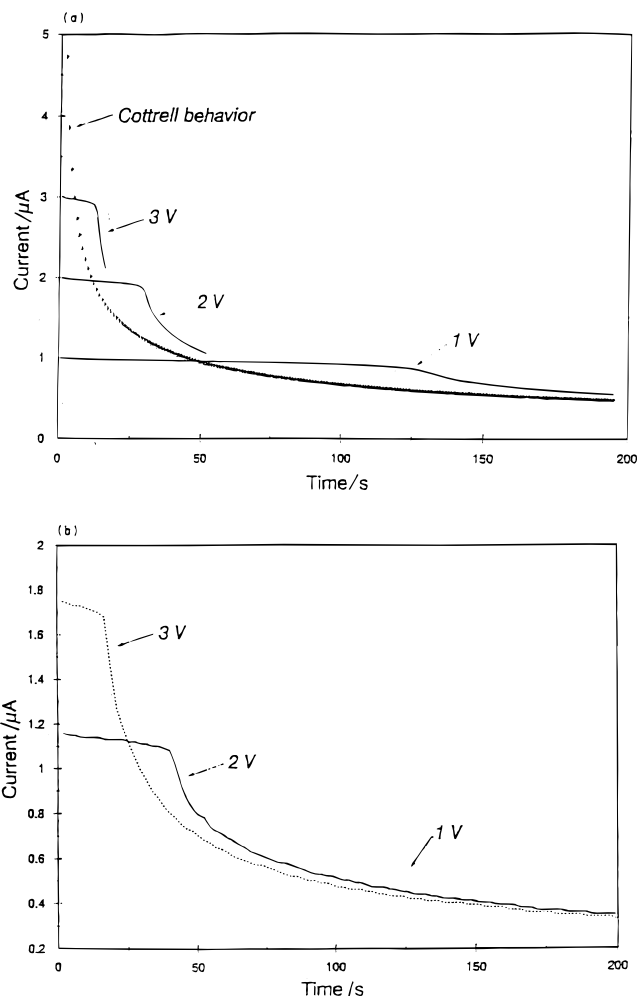 (a)
5
4
3
2
1
0
Current /μA
Cottrell behavior
3 V
2 V
1 V
0
50
100
150
200
Time/s
(b)
2
1.8
1.6
1.4
1.2
1
0.8
0.6
0.4
0.2
Current /μA
3 V
2 V
1 V
0
50
100
150
200
Time /s